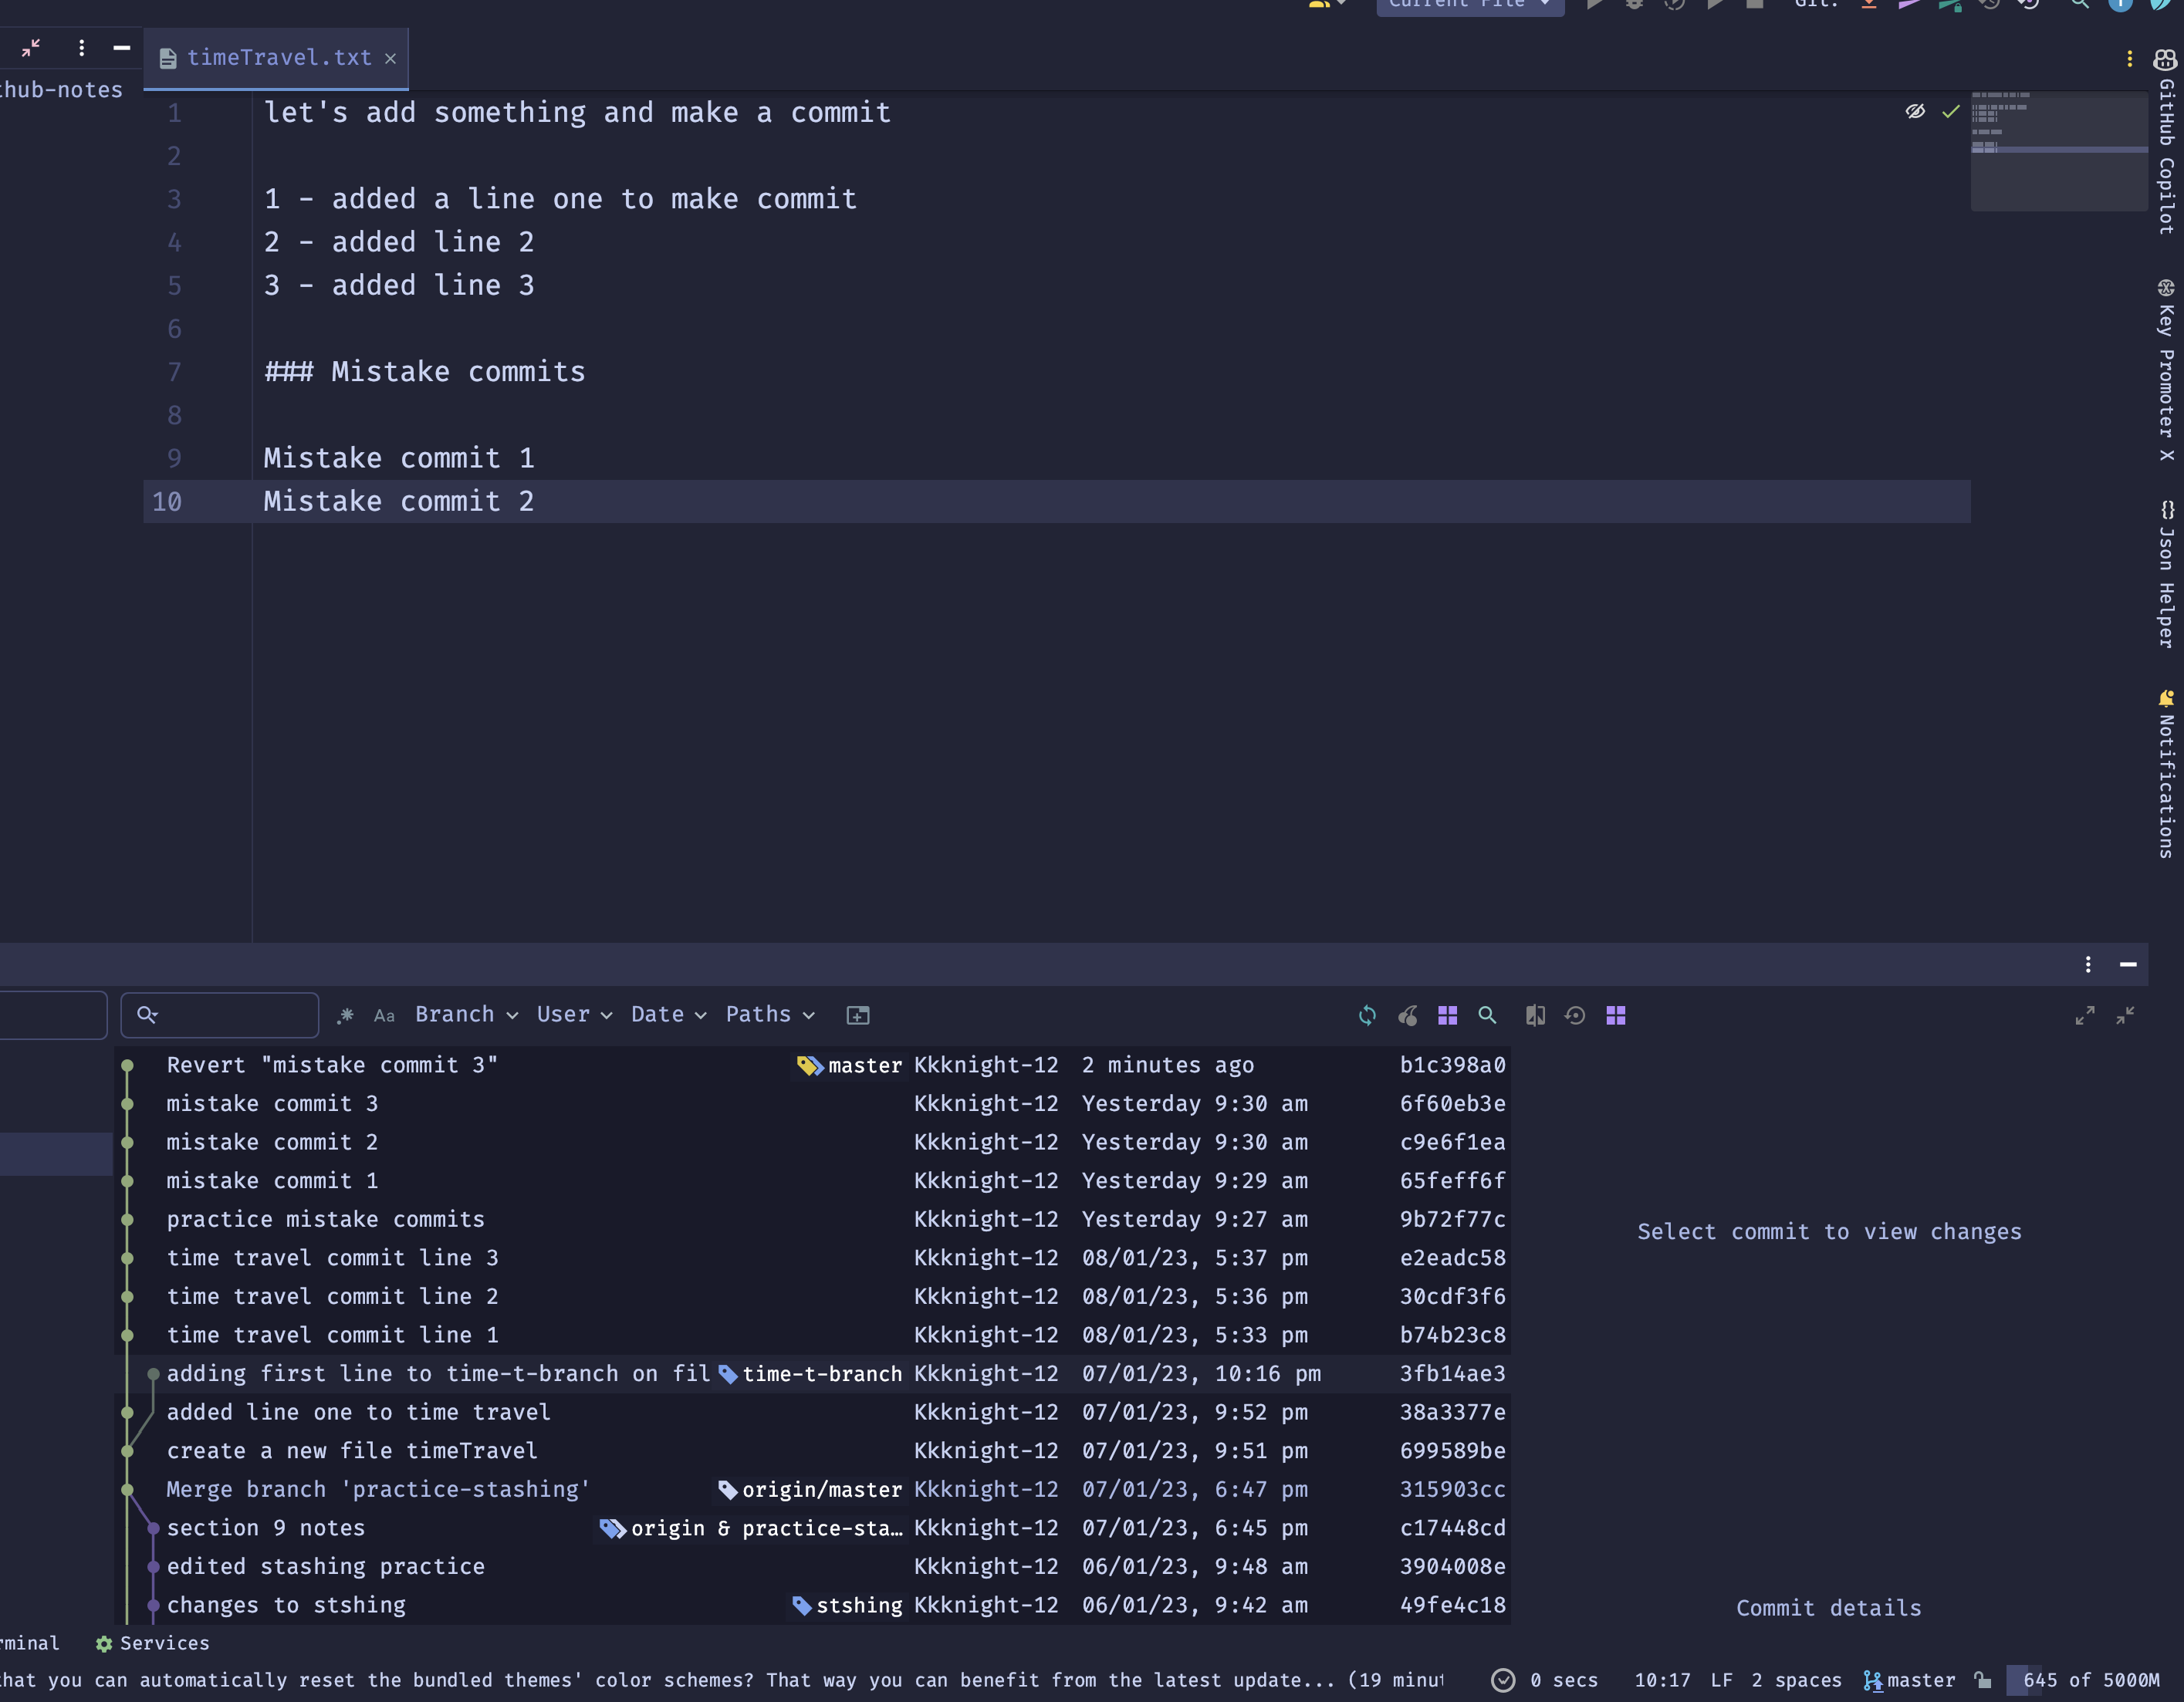 Current File Git:
hub-notes
timeTravel.txt
1 let's add something and make a commit
2
3 1 - added a line one to make commit
4 2 - added line 2
5 3 - added line 3
6
7 ### Mistake commits
8
9 Mistake commit 1
10 Mistake commit 2
GitHub Copilot
Key Promoter X
{} Json Helper
Notifications
.* Aa Branch User Date Paths
Revert "mistake commit 3" master Kkknight-12 2 minutes ago b1c398a0
mistake commit 3 Kkknight-12 Yesterday 9:30 am 6f60eb3e
mistake commit 2 Kkknight-12 Yesterday 9:30 am c9e6f1ea
mistake commit 1 Kkknight-12 Yesterday 9:29 am 65feff6f
practice mistake commits Kkknight-12 Yesterday 9:27 am 9b72f77c
time travel commit line 3 Kkknight-12 08/01/23, 5:37 pm e2eadc58
time travel commit line 2 Kkknight-12 08/01/23, 5:36 pm 30cdf3f6
time travel commit line 1 Kkknight-12 08/01/23, 5:33 pm b74b23c8
adding first line to time-t-branch on fil time-t-branch Kkknight-12 07/01/23, 10:16 pm 3fb14ae3
added line one to time travel Kkknight-12 07/01/23, 9:52 pm 38a3377e
create a new file timeTravel Kkknight-12 07/01/23, 9:51 pm 699589be
Merge branch 'practice-stashing' origin/master Kkknight-12 07/01/23, 6:47 pm 315903cc
section 9 notes origin & practice-sta… Kkknight-12 07/01/23, 6:45 pm c17448cd
edited stashing practice Kkknight-12 06/01/23, 9:48 am 3904008e
changes to stshing stshing Kkknight-12 06/01/23, 9:42 am 49fe4c18
Select commit to view changes
Commit details
rminal Services
that you can automatically reset the bundled themes' color schemes? That way you can benefit from the latest update... (19 minut 0 secs 10:17 LF 2 spaces master 645 of 5000M